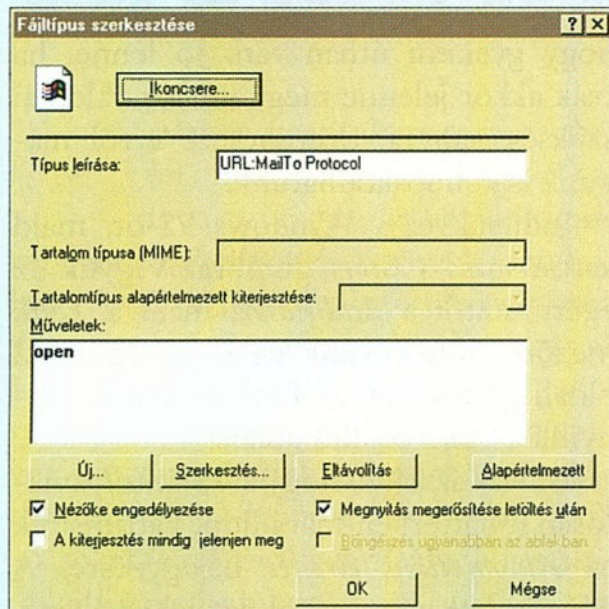 Fájltípus szerkesztése
Ikoncsere...
Típus leírása: URL:MailTo Protocol
Tartalom típusa (MIME):
Tartalomtípus alapértelmezett kiterjesztése:
Műveletek:
open
Új... Szerkesztés... Eltávolítás Alapértelmezett
Nézőke engedélyezése Megnyitás megerősítése letöltés után
A kiterjesztés mindig jelenjen meg Böngészés ugyanabban az ablakban
OK Mégse